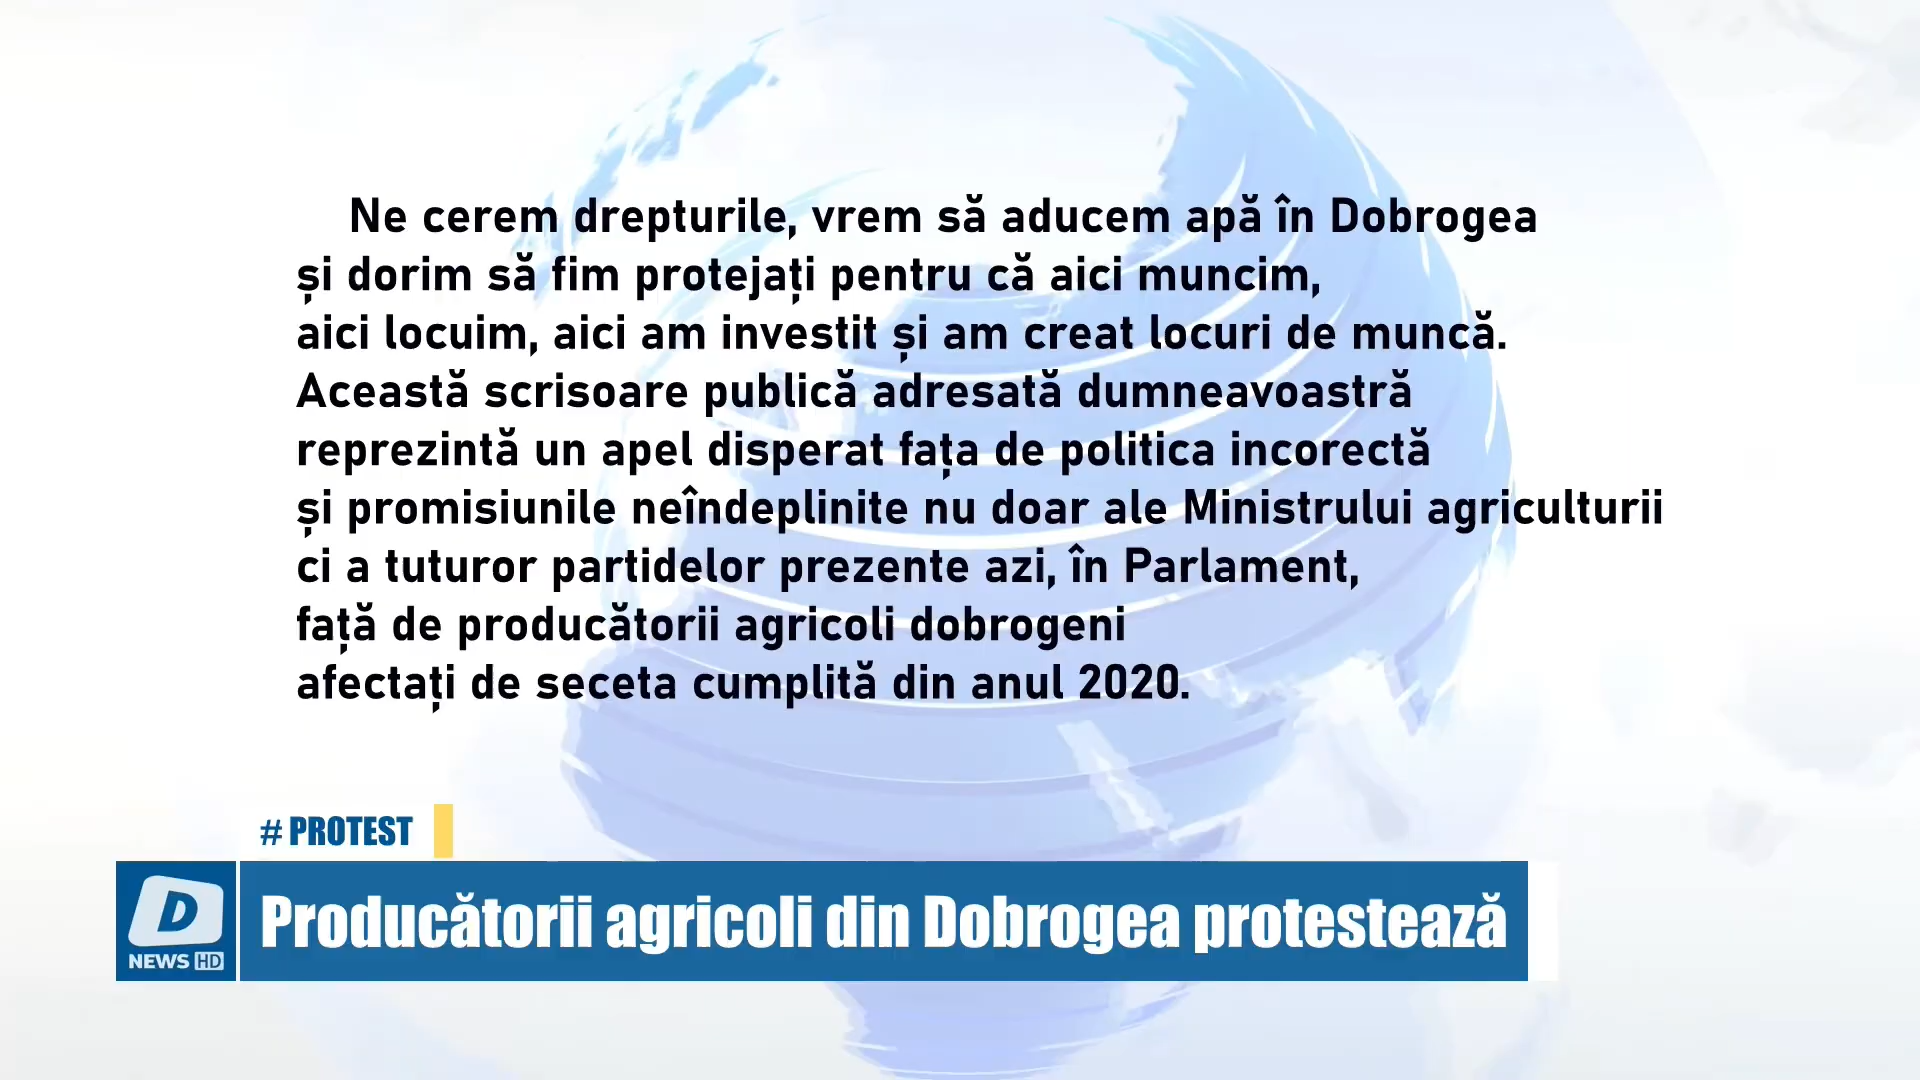 Ne cerem drepturile, vrem să aducem apă în Dobrogea
și dorim să fim protejați pentru că aici muncim,
aici locuim, aici am investit și am creat locuri de muncă.
Această scrisoare publică adresată dumneavoastră
reprezintă un apel disperat fața de politica incorectă
și promisiunile neîndeplinite nu doar ale Ministrului agriculturii
ci a tuturor partidelor prezente azi, în Parlament,
față de producătorii agricoli dobrogeni
afectați de seceta cumplită din anul 2020.
# PROTEST
D
NEWS HD
Producătorii agricoli din Dobrogea protestează